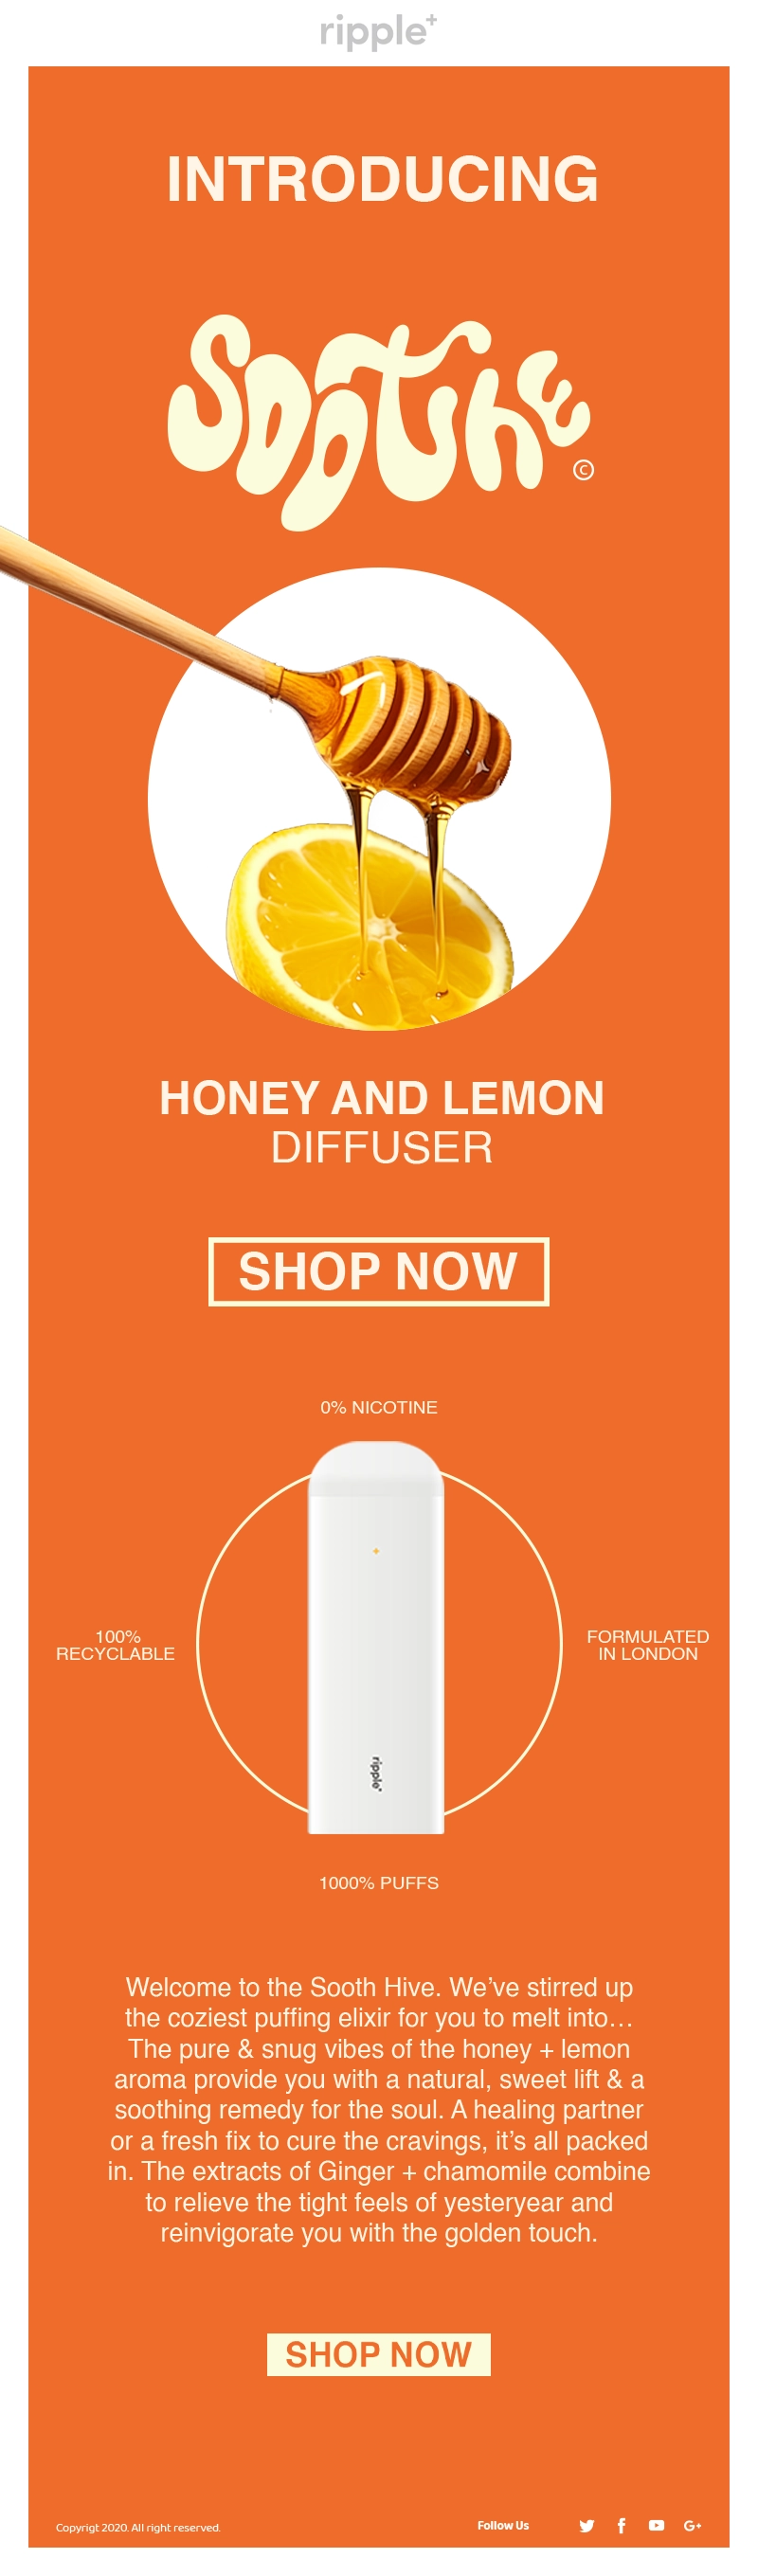 ripple+
INTRODUCING
Soothe
©
HONEY AND LEMON
DIFFUSER
SHOP NOW
0% NICOTINE
100%
RECYCLABLE
FORMULATED
IN LONDON
ripple+
1000% PUFFS
Welcome to the Sooth Hive. We’ve stirred up
the coziest puffing elixir for you to melt into…
The pure & snug vibes of the honey + lemon
aroma provide you with a natural, sweet lift & a
soothing remedy for the soul. A healing partner
or a fresh fix to cure the cravings, it’s all packed
in. The extracts of Ginger + chamomile combine
to relieve the tight feels of yesteryear and
reinvigorate you with the golden touch.
SHOP NOW
Copyrigt 2020. All right reserved.
Follow Us
G+